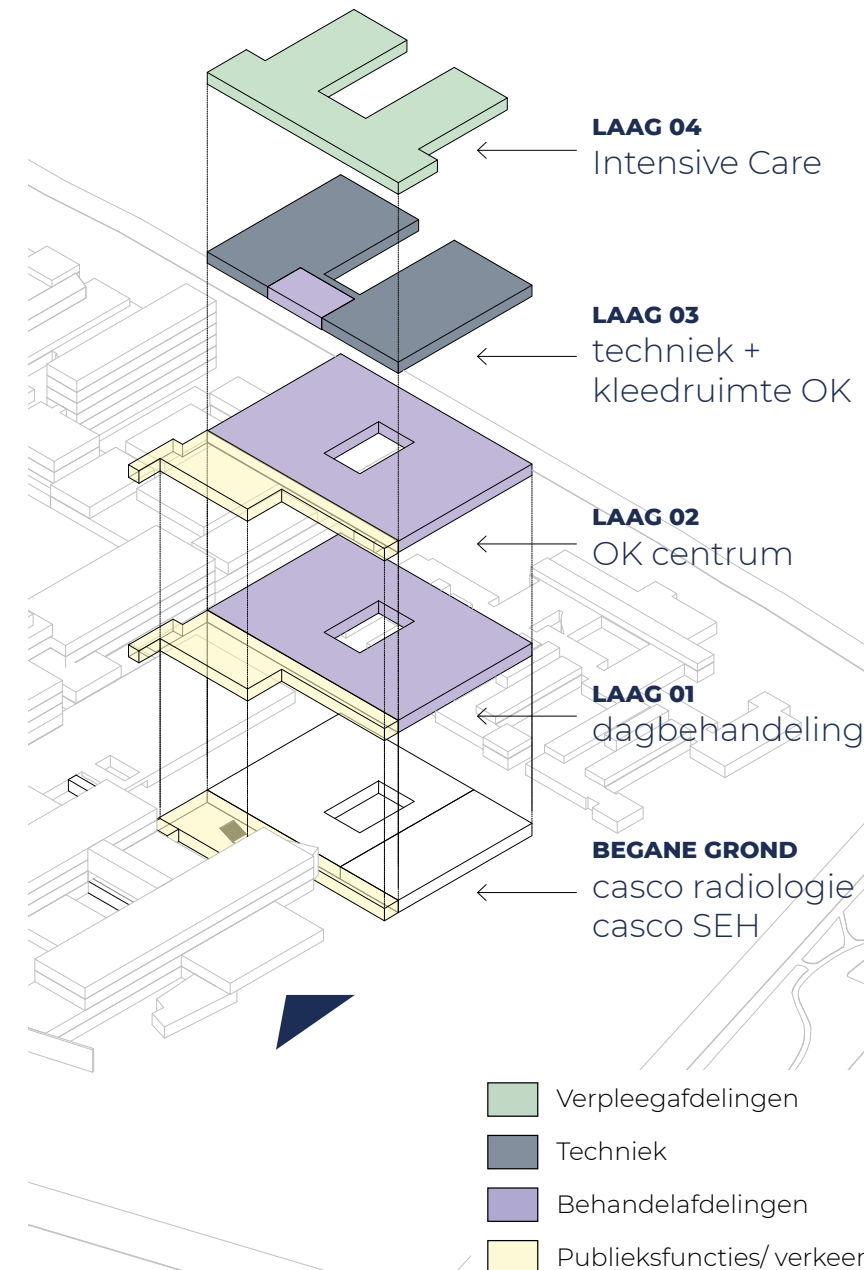 LAAG 04
Intensive Care
LAAG 03
techniek +
kleedruimte OK
LAAG 02
OK centrum
LAAG 01
dagbehandeling
BEGANE GROND
casco radiologie
casco SEH
Verpleegafdelingen
Techniek
Behandelafdelingen
Publieksfuncties/ verkeer